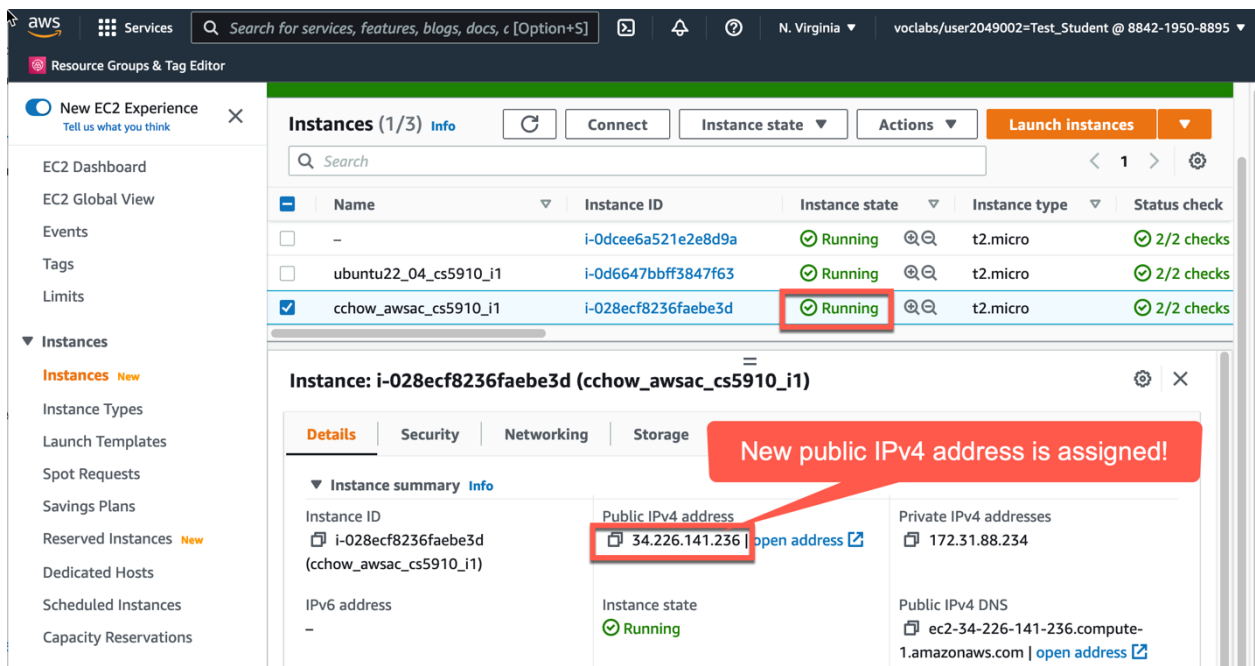 aws
Services
Search for services, features, blogs, docs, c [Option+S]
N. Virginia ▼
voclabs/user2049002=Test_Student @ 8842-1950-8895 ▼
Resource Groups & Tag Editor
New EC2 Experience
Tell us what you think
EC2 Dashboard
EC2 Global View
Events
Tags
Limits
▼ Instances
Instances New
Instance Types
Launch Templates
Spot Requests
Savings Plans
Reserved Instances New
Dedicated Hosts
Scheduled Instances
Capacity Reservations
Instances (1/3) Info
Connect
Instance state ▼
Actions ▼
Launch instances ▼
Search
1
Name Instance ID Instance state Instance type Status check
– i-0dcee6a521e2e8d9a Running t2.micro 2/2 checks
ubuntu22_04_cs5910_i1 i-0d6647bbff3847f63 Running t2.micro 2/2 checks
cchow_awsac_cs5910_i1 i-028ecf8236faebe3d Running t2.micro 2/2 checks
Instance: i-028ecf8236faebe3d (cchow_awsac_cs5910_i1)
Details Security Networking Storage
New public IPv4 address is assigned!
▼ Instance summary Info
Instance ID
i-028ecf8236faebe3d
(cchow_awsac_cs5910_i1)
Public IPv4 address
34.226.141.236 | open address
Private IPv4 addresses
172.31.88.234
IPv6 address
–
Instance state
Running
Public IPv4 DNS
ec2-34-226-141-236.compute-
1.amazonaws.com | open address